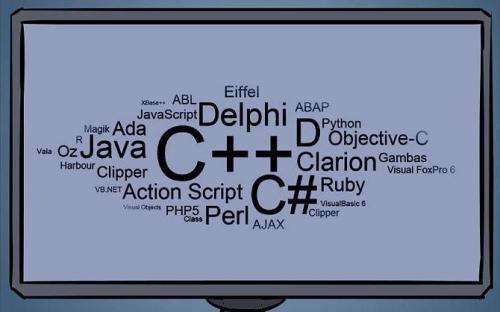 Eiffel
XBase++ ABL Delphi ABAP
JavaScript
Magik Ada D Python
R Java C++ Objective-C
Vala Oz
Harbour Clipper Clarion Gambas
Visual FoxPro 6
VB.NET Action Script C# Ruby
Visual Objects PHP5 Perl VisualBasic 6
Class Clipper
AJAX